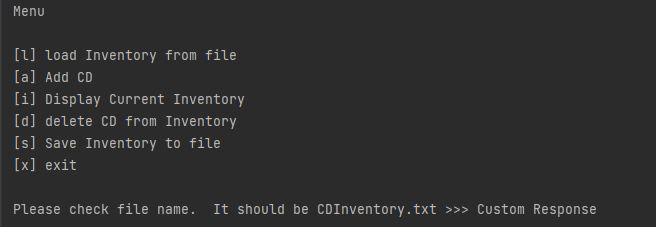 Menu
[l] load Inventory from file
[a] Add CD
[i] Display Current Inventory
[d] delete CD from Inventory
[s] Save Inventory to file
[x] exit
Please check file name.  It should be CDInventory.txt >>> Custom Response